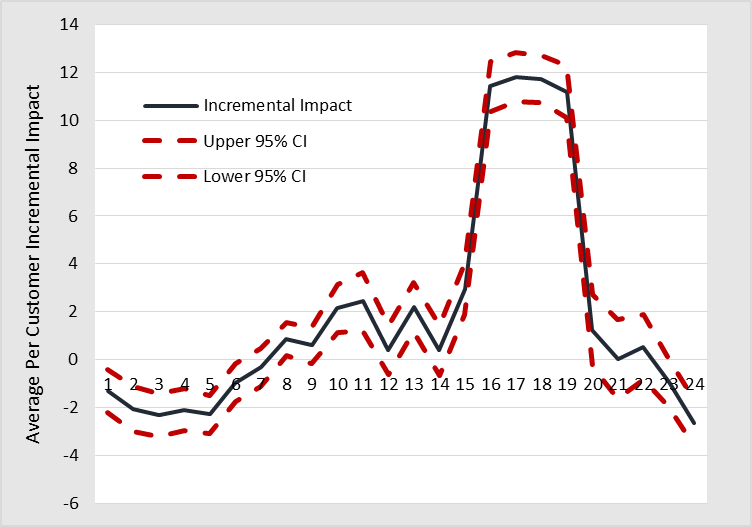 14
12
10
8
6
4
2
0
-2
-4
-6
Average Per Customer Incremental Impact
Incremental Impact
Upper 95% CI
Lower 95% CI
1 2 3 4 5 6 7 8 9 10 11 12 13 14 15 16 17 18 19 20 21 22 23 24